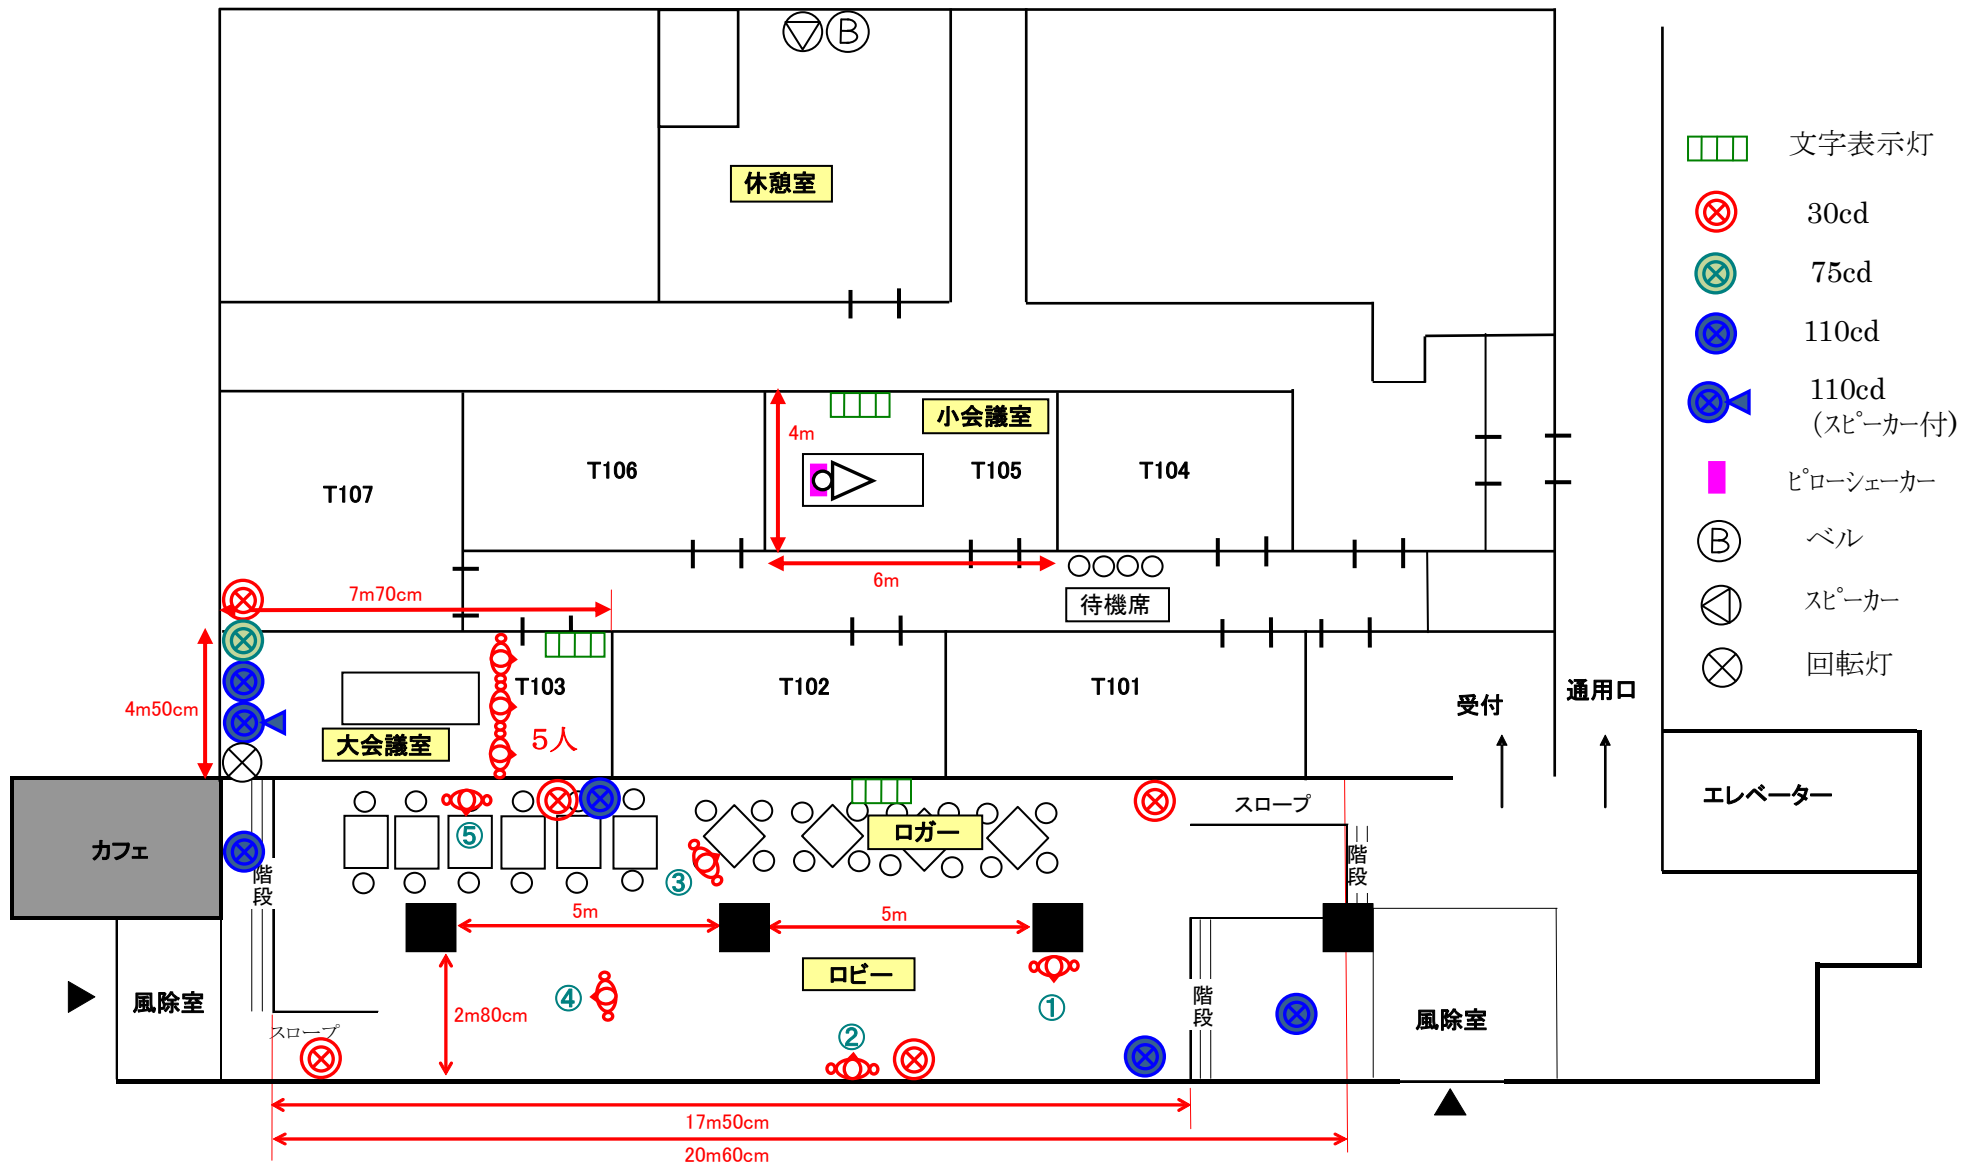 B
休憩室
文字表示灯
30cd
75cd
110cd
110cd
(スピーカー付)
ピローシェーカー
B
ベル
スピーカー
回転灯
小会議室
4m
T107
T106
T105
T104
6m
待機席
7m70cm
4m50cm
T103
5人
大会議室
T102
T101
受付
通用口
エレベーター
カフェ
階段
⑤
③
ロガー
スロープ
階段
5m
5m
ロビー
④
①
②
2m80cm
風除室
スロープ
階段
風除室
17m50cm
20m60cm